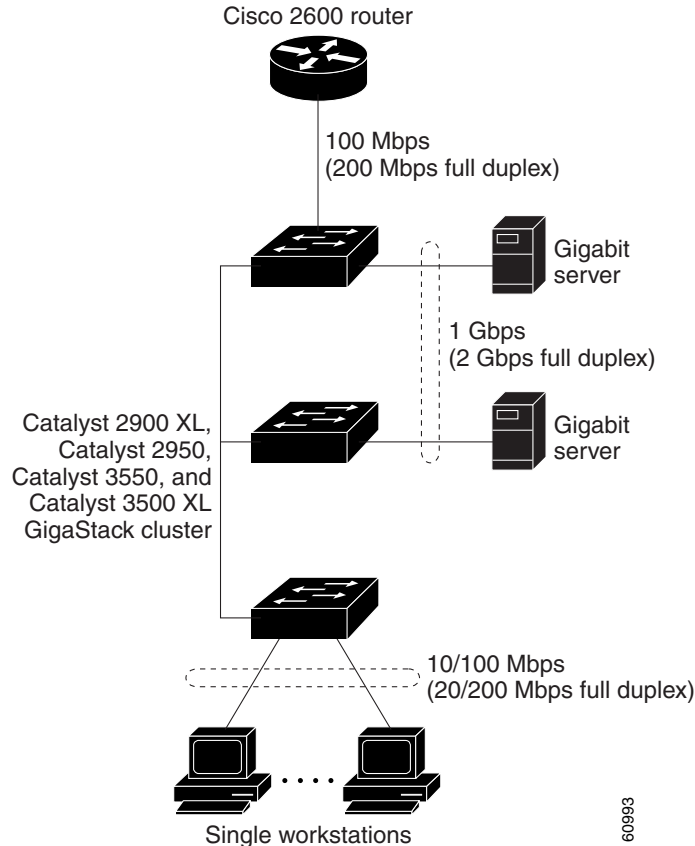 Cisco 2600 router
100 Mbps
(200 Mbps full duplex)
Gigabit
server
1 Gbps
(2 Gbps full duplex)
Catalyst 2900 XL,
Catalyst 2950,
Catalyst 3550, and
Catalyst 3500 XL
GigaStack cluster
Gigabit
server
10/100 Mbps
(20/200 Mbps full duplex)
Single workstations
60993